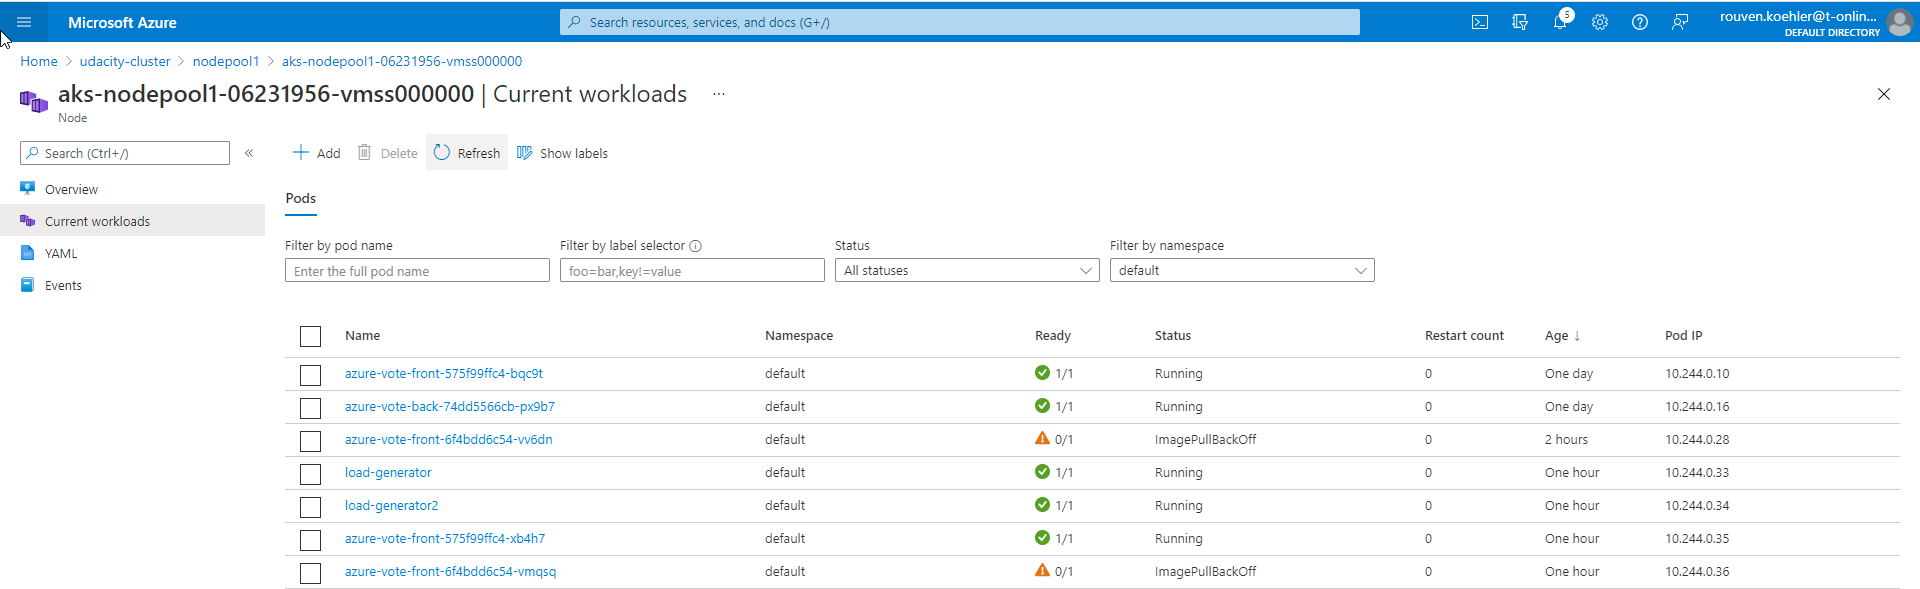 Microsoft Azure
Search resources, services, and docs (G+/)
5
rouven.koehler@t-onlin...
DEFAULT DIRECTORY
Home > udacity-cluster > nodepool1 > aks-nodepool1-06231956-vmss000000
aks-nodepool1-06231956-vmss000000 | Current workloads ...
Node
Search (Ctrl+/) «
Add Delete Refresh Show labels
Overview
Current workloads
YAML
Events
Pods
Filter by pod name Filter by label selector Status Filter by namespace
Enter the full pod name foo=bar,key!=value All statuses default
Name Namespace Ready Status Restart count Age ↓ Pod IP
azure-vote-front-575f99ffc4-bqc9t default 1/1 Running 0 One day 10.244.0.10
azure-vote-back-74dd5566cb-px9b7 default 1/1 Running 0 One day 10.244.0.16
azure-vote-front-6f4bdd6c54-vv6dn default 0/1 ImagePullBackOff 0 2 hours 10.244.0.28
load-generator default 1/1 Running 0 One hour 10.244.0.33
load-generator2 default 1/1 Running 0 One hour 10.244.0.34
azure-vote-front-575f99ffc4-xb4h7 default 1/1 Running 0 One hour 10.244.0.35
azure-vote-front-6f4bdd6c54-vmqsq default 0/1 ImagePullBackOff 0 One hour 10.244.0.36